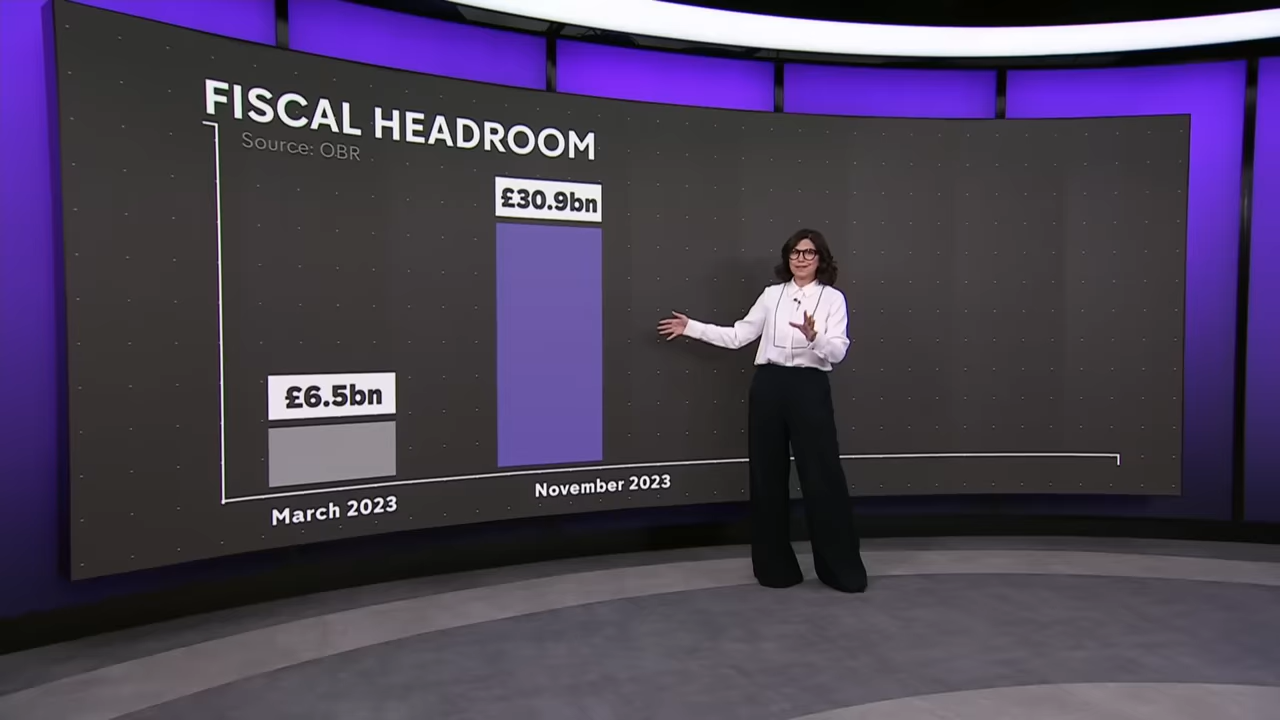 FISCAL HEADROOM
Source: OBR
£30.9bn
£6.5bn
March 2023
November 2023